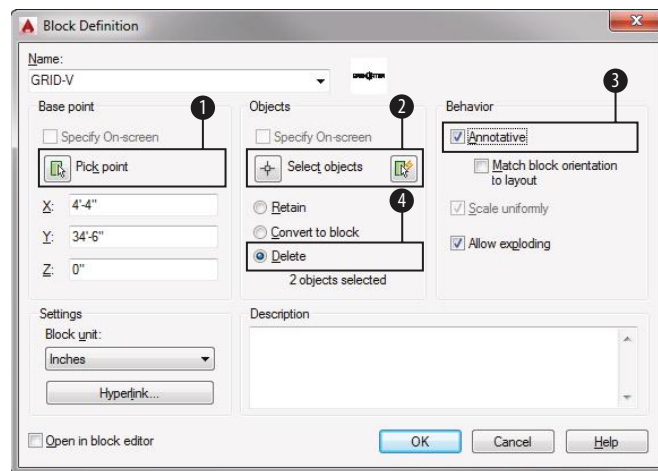 Block Definition
Name:
GRID-V
Base point
1
Specify On-screen
Pick point
X: 4'-4"
Y: 34'-6"
Z: 0"
Objects
2
Specify On-screen
Select objects
Retain
4
Convert to block
Delete
2 objects selected
Behavior
3
Annotative
Match block orientation
to layout
Scale uniformly
Allow exploding
Settings
Block unit:
Inches
Hyperlink...
Description
Open in block editor
OK
Cancel
Help